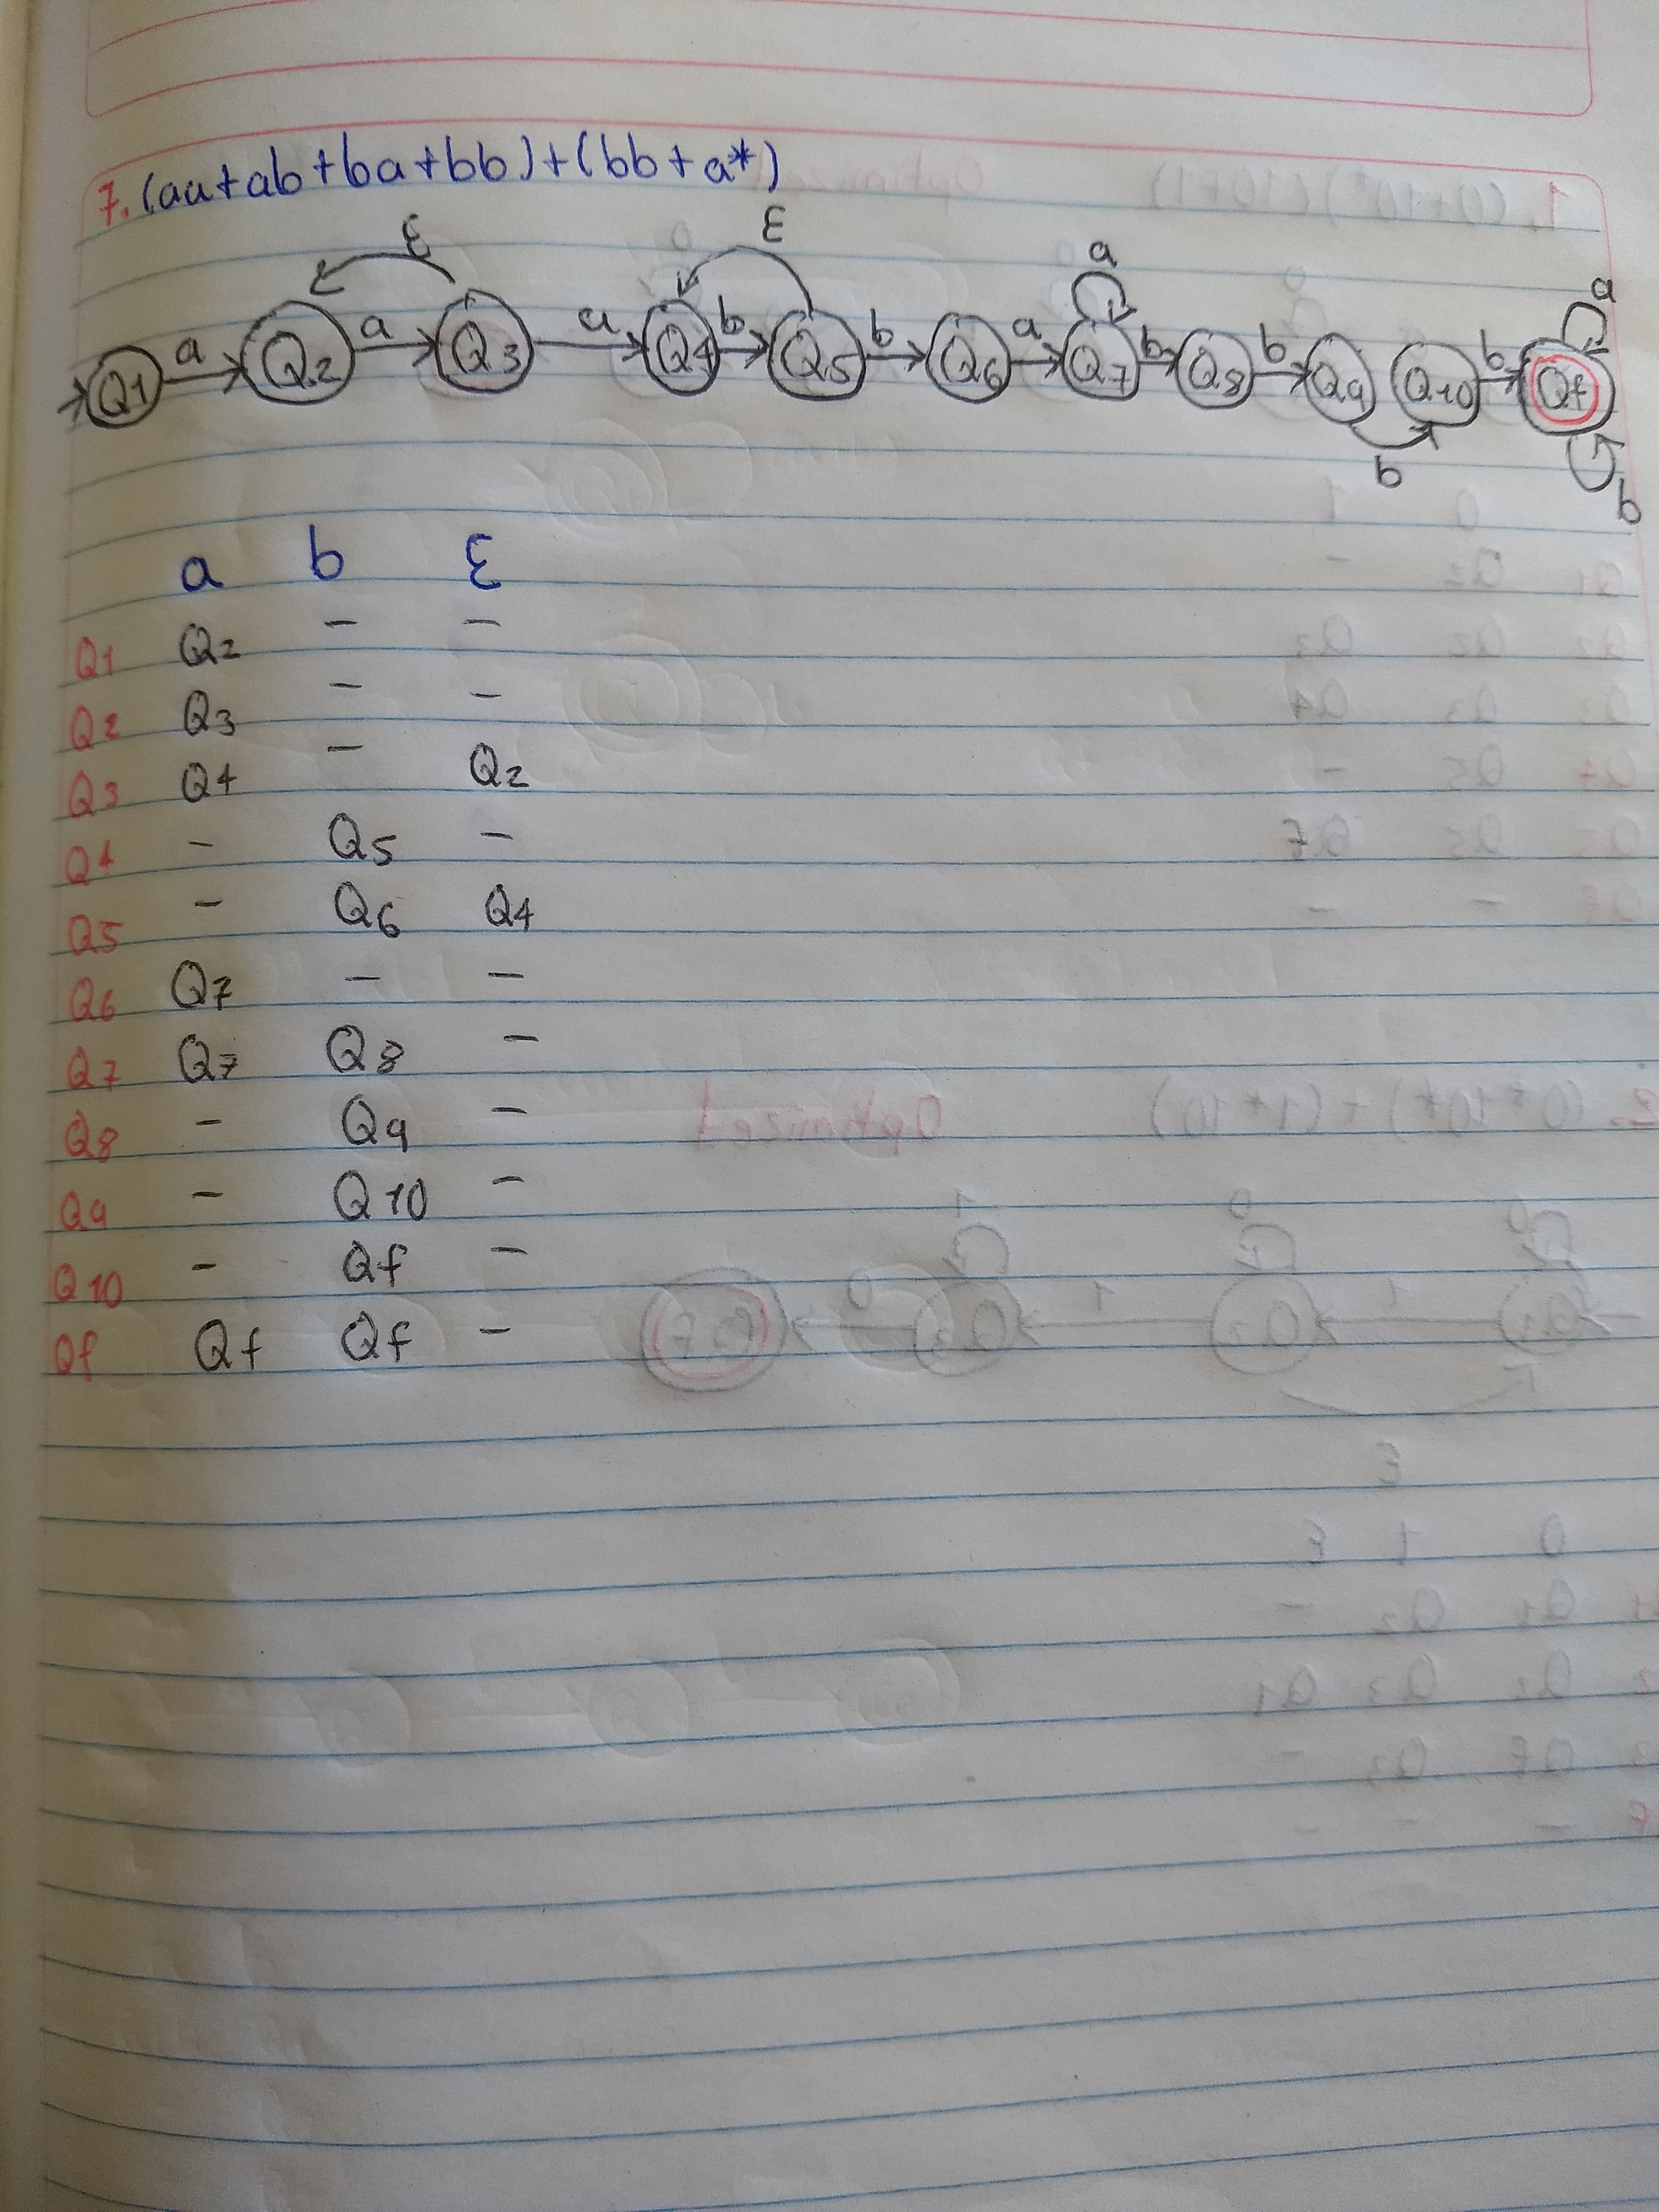 7. (aa+ab+ba+bb)+(bb+a*)
ε ε a a
Q1 a Q2 a Q3 a Q4 b Q5 b Q6 a Q7 b Q8 b Q9 Q10 b Qf
b b
a b ε
Q1 Q2 - -
Q2 Q3 - -
Q3 Q4 - Q2
Q4 - Q5 -
Q5 - Q6 Q4
Q6 Q7 - -
Q7 Q7 Q8 -
Q8 - Q9 -
Q9 - Q10 -
Q10 - Qf -
Qf Qf Qf -